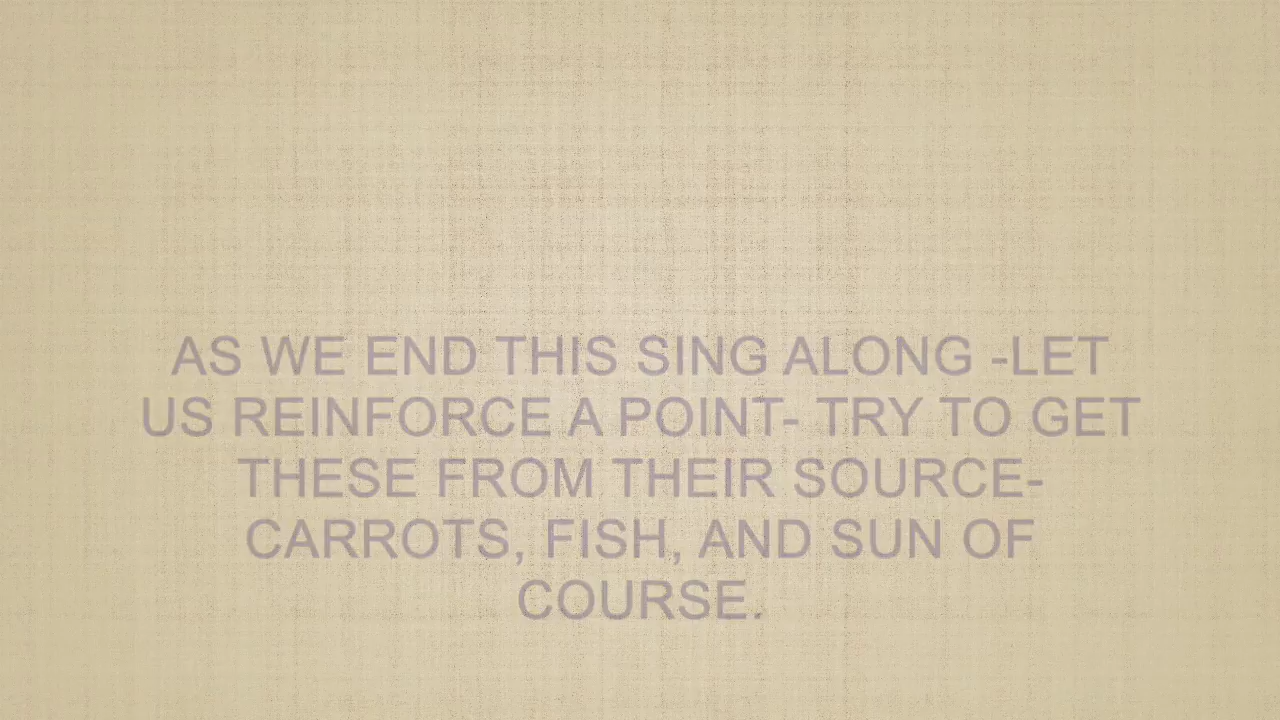 AS WE END THIS SING ALONG -LET
US REINFORCE A POINT- TRY TO GET
THESE FROM THEIR SOURCE-
CARROTS, FISH, AND SUN OF
COURSE.